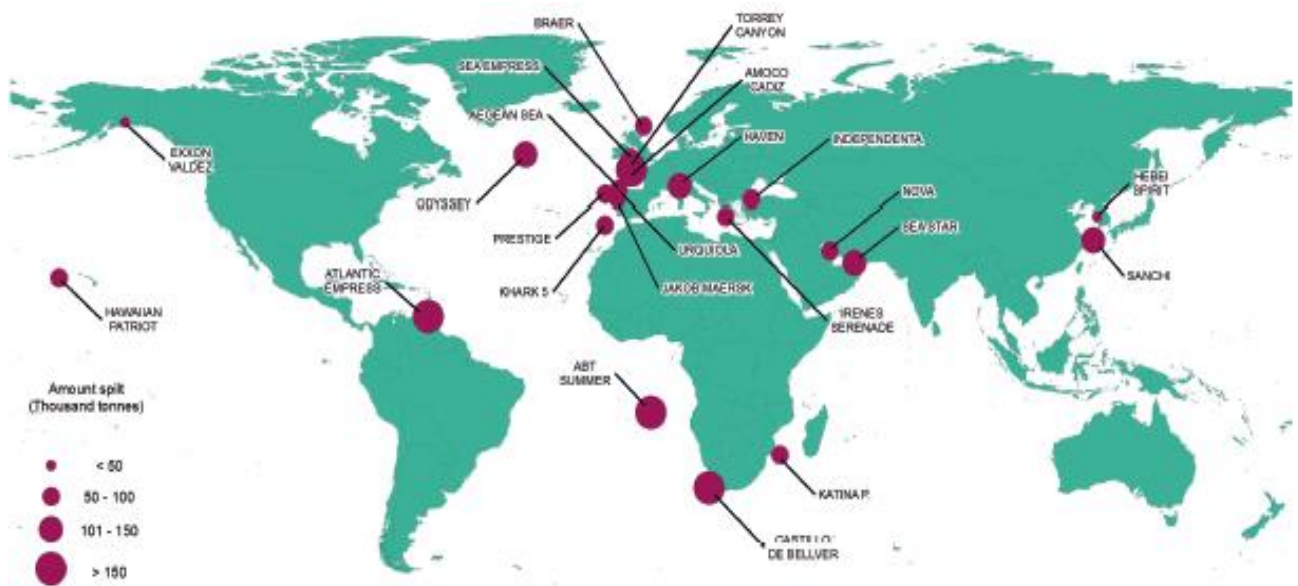 BRAER
TORREY
CANYON
SEA EMPRESS
AMOCO
CADIZ
AEGEAN SEA
HAVEN
INDEPENDENTA
EXXON
VALDEZ
ODYSSEY
NOVA
HEBEI
SPIRIT
SEA STAR
PRESTIGE
URQUIOLA
SANCHI
ATLANTIC
EMPRESS
KHARK 5
JAKOB MAERSK
HAWAIIAN
PATRIOT
IRENES
SERENADE
ABT
SUMMER
Amount spilt
(Thousand tonnes)
< 50
50 - 100
KATINA P.
101 - 150
CASTILLO
DE BELLVER
> 150